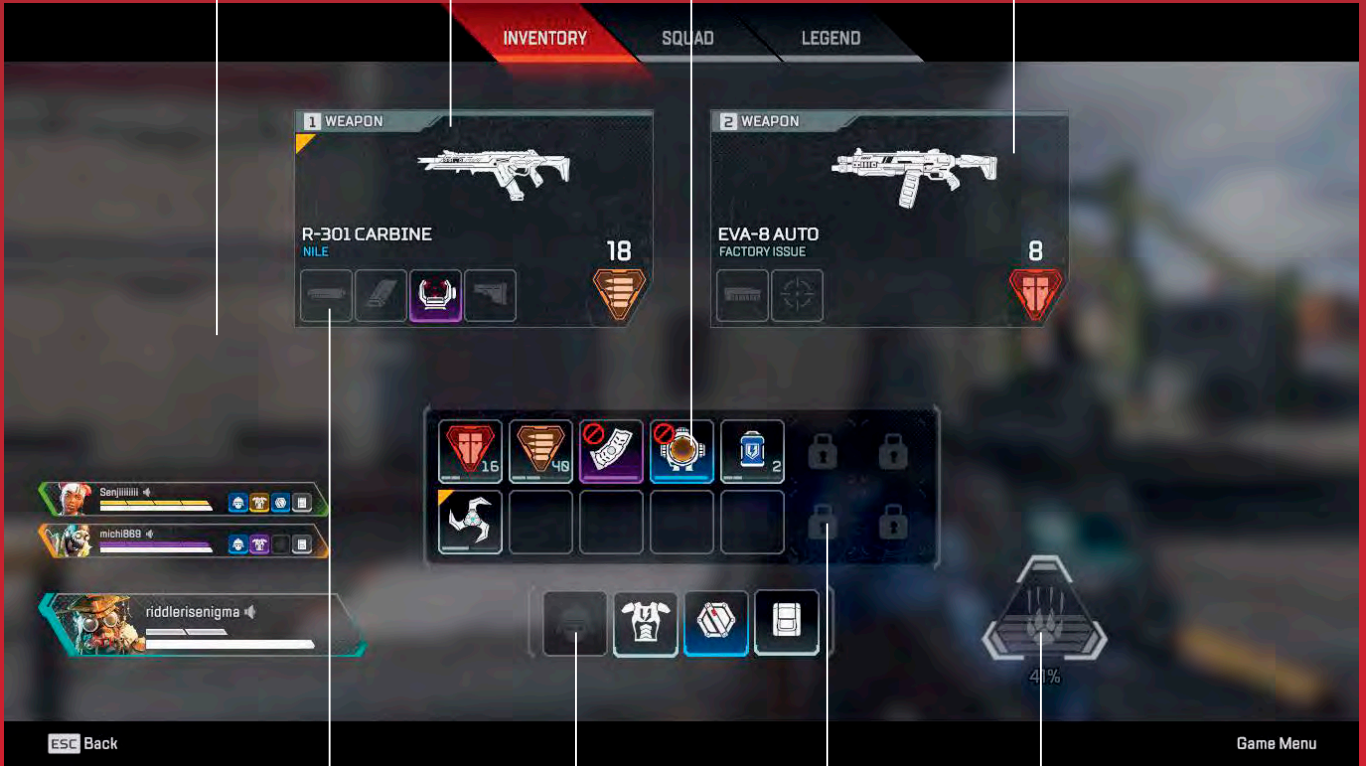 INVENTORY
SQUAD
LEGEND
1 WEAPON
R-301 CARBINE
NILE
18
2 WEAPON
EVA-8 AUTO
FACTORY ISSUE
8
16
40
2
Senjiiiiiii
michi869
riddlerisenigma
41%
ESC Back
Game Menu